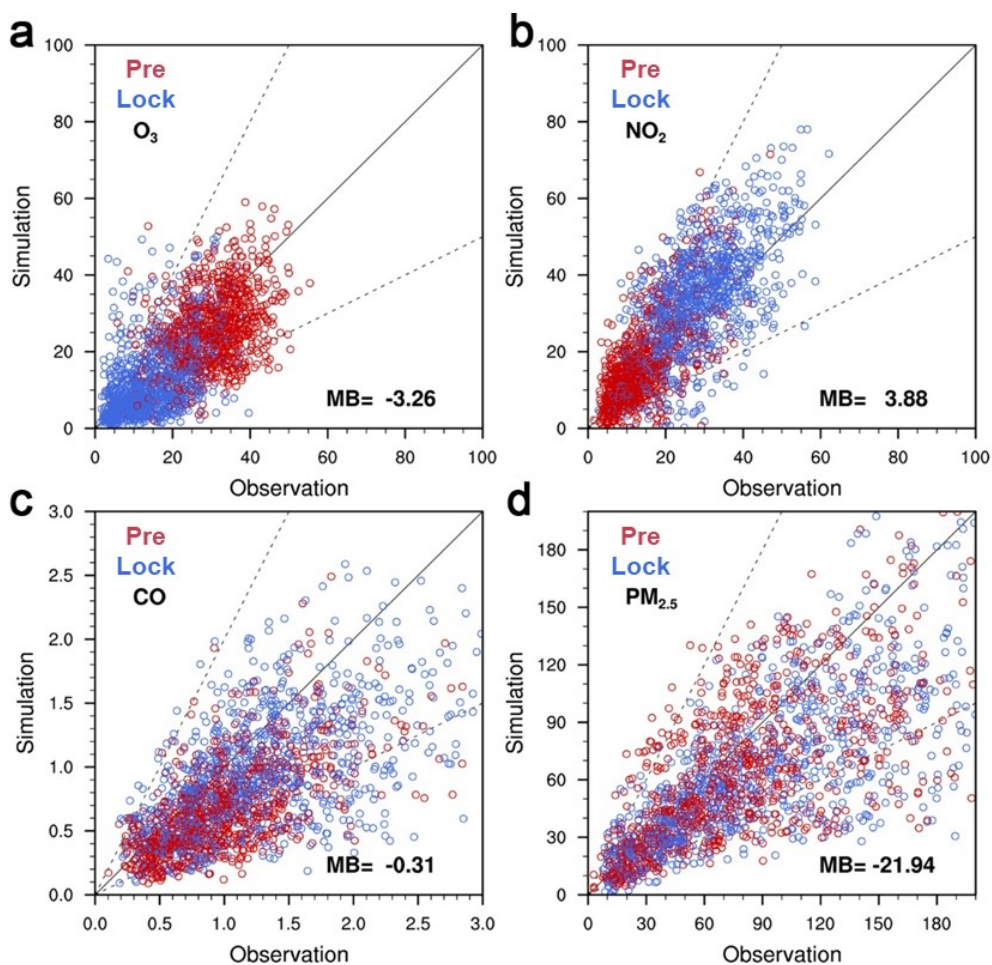 a
b
100
80
60
40
20
0
Simulation
Pre
Lock
O₃
MB= -3.26
0 20 40 60 80 100
Observation
100
80
60
40
20
0
Simulation
Pre
Lock
NO₂
MB= 3.88
0 20 40 60 80 100
Observation
c
d
3.0
2.5
2.0
1.5
1.0
0.5
0.0
Simulation
Pre
Lock
CO
MB= -0.31
0.0 0.5 1.0 1.5 2.0 2.5 3.0
Observation
180
150
120
90
60
30
0
Simulation
Pre
Lock
PM₂.₅
MB= -21.94
0 30 60 90 120 150 180
Observation